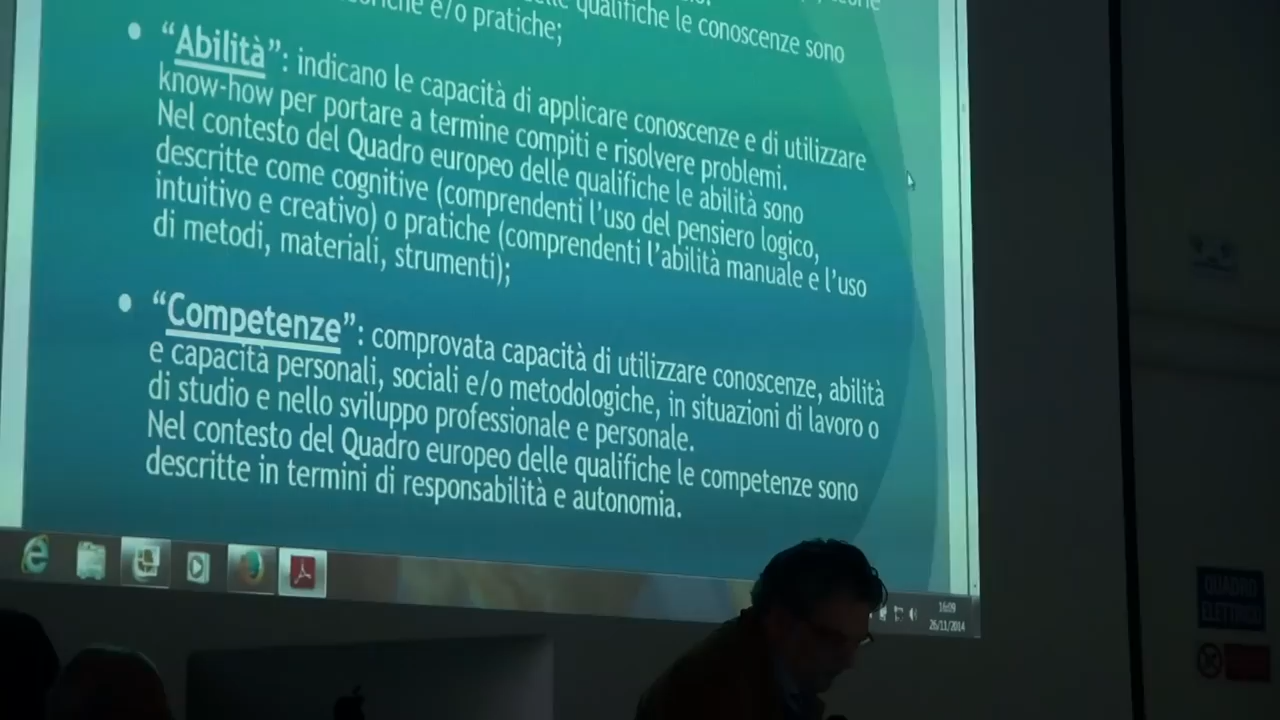 e/o pratiche;
qualifiche le conoscenze sono
• “Abilità”: indicano le capacità di applicare conoscenze e di utilizzare
know-how per portare a termine compiti e risolvere problemi.
Nel contesto del Quadro europeo delle qualifiche le abilità sono
descritte come cognitive (comprendenti l’uso del pensiero logico,
intuitivo e creativo) o pratiche (comprendenti l’abilità manuale e l’uso
di metodi, materiali, strumenti);
• “Competenze”: comprovata capacità di utilizzare conoscenze, abilità
e capacità personali, sociali e/o metodologiche, in situazioni di lavoro o
di studio e nello sviluppo professionale e personale.
Nel contesto del Quadro europeo delle qualifiche le competenze sono
descritte in termini di responsabilità e autonomia.
16:09
26/11/2014
QUADRO
ELETTRICO